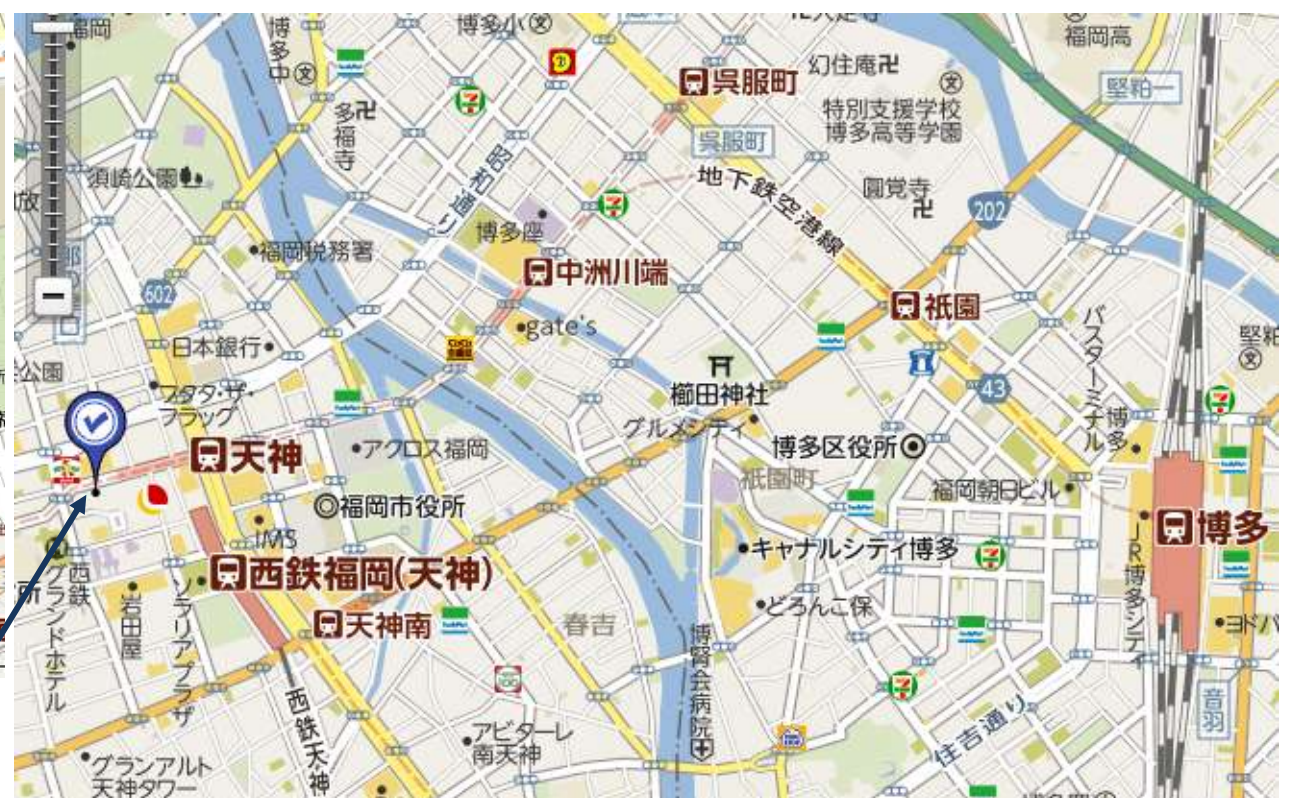 福岡
博多中
博多小
福岡高
幻住庵
呉服町
堅粕一
特別支援学校
博多高等学園
多福寺
呉服町
昭和通り
須崎公園
地下鉄空港線
圓覚寺
202
放
博多座
福岡税務署
中洲川端
602
祇園
gate's
バスターミナル
日本銀行
櫛田神社
43
公園
フタタ・ザ・
フラッグ
グルメシティ
博多
天神
アクロス福岡
博多区役所
祇園町
福岡朝日ビル
福岡市役所
博多
IMS
キャナルシティ博多
JR博多シティ
西鉄福岡(天神)
西鉄
グランドホテル
岩田屋
ソラリアプラザ
天神南
春吉
どろんこ保
ヨドバ
博腎会病院
音羽
西鉄天神
アビターレ
南天神
住吉通り
グランアルト
天神タワー